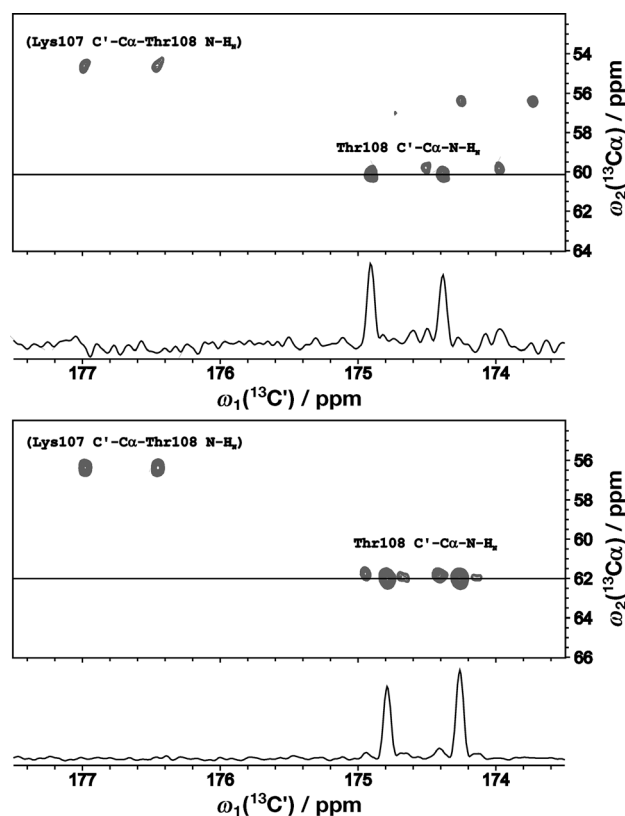 (Lys107 C'-Cα-Thr108 N-Hᴺ)
54
56
58
Thr108 C'-Cα-N-Hᴺ
60
62
64
ω₂(¹³Cα) / ppm
177 176 175 174
ω₁(¹³C') / ppm
(Lys107 C'-Cα-Thr108 N-Hᴺ)
56
58
60
Thr108 C'-Cα-N-Hᴺ
62
64
66
ω₂(¹³Cα) / ppm
177 176 175 174
ω₁(¹³C') / ppm